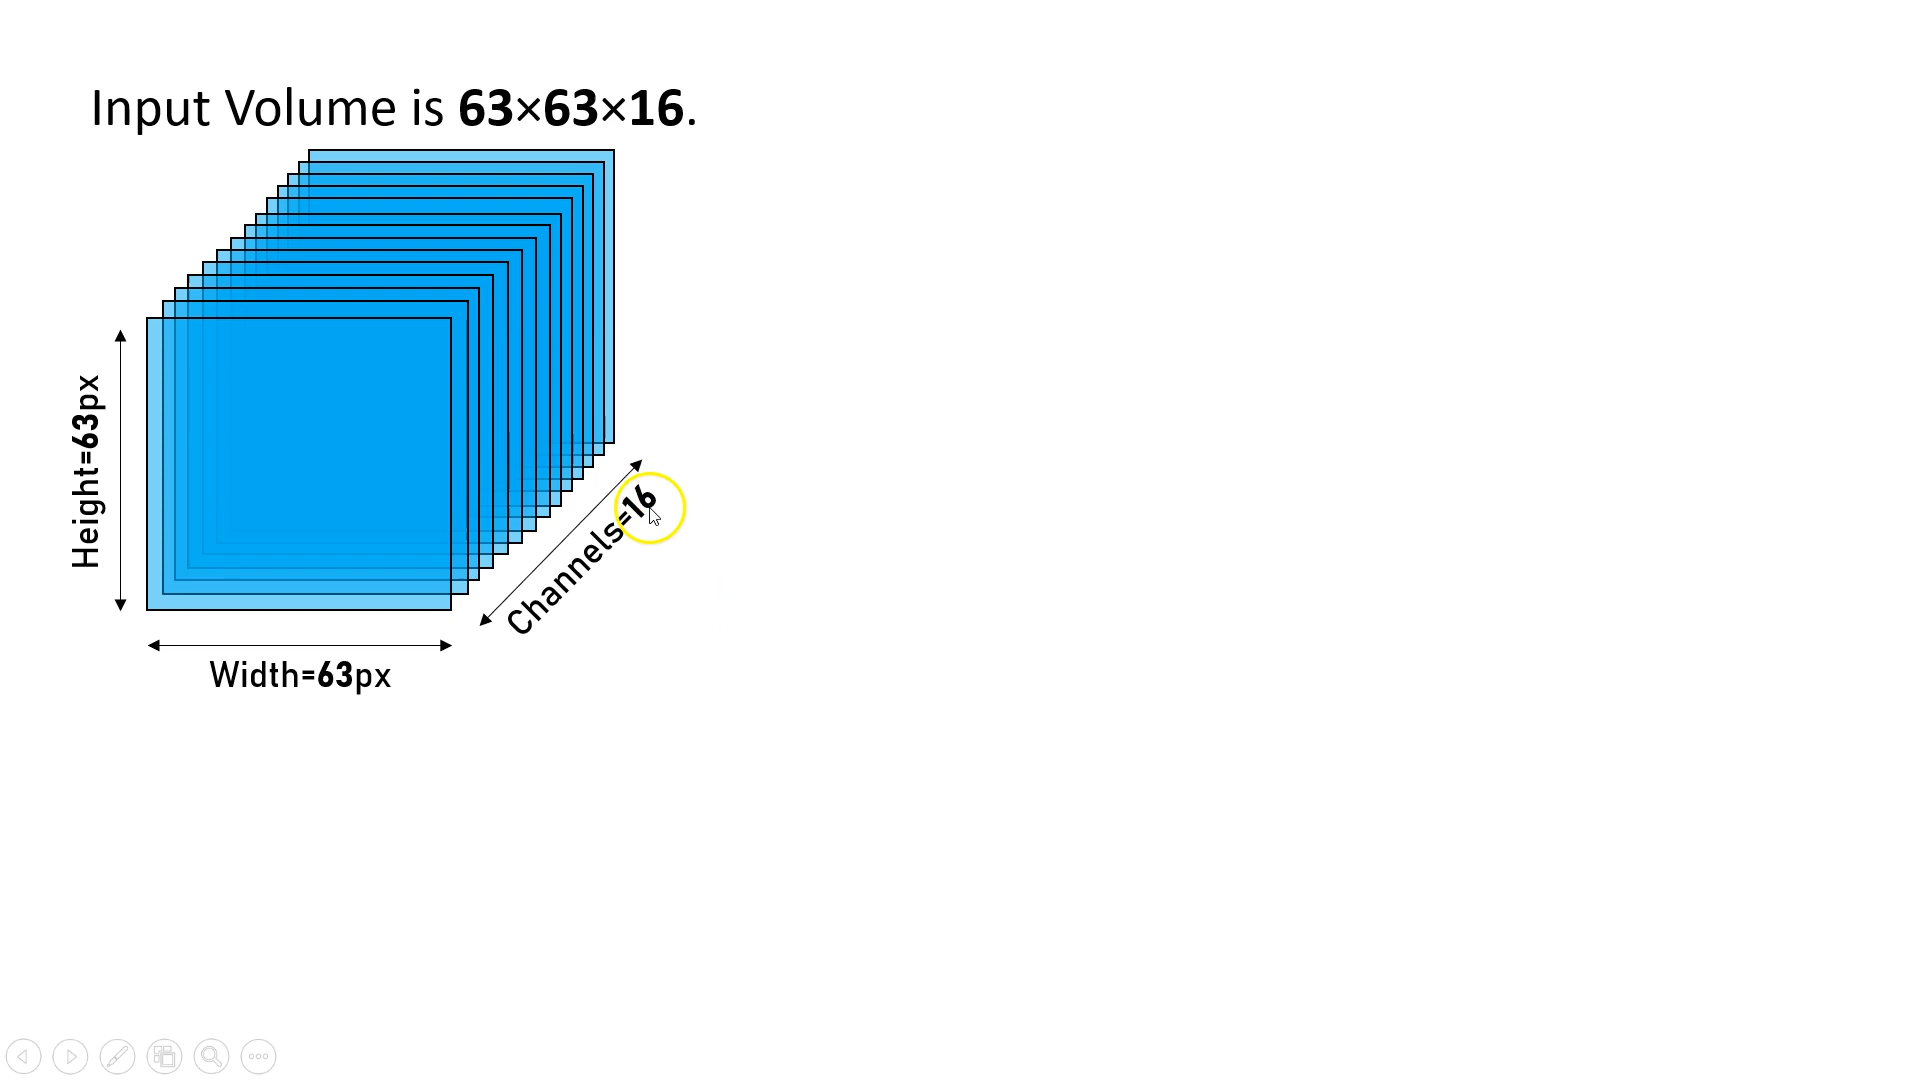 Input Volume is 63×63×16.
Height=63px
Channels=16
Width=63px